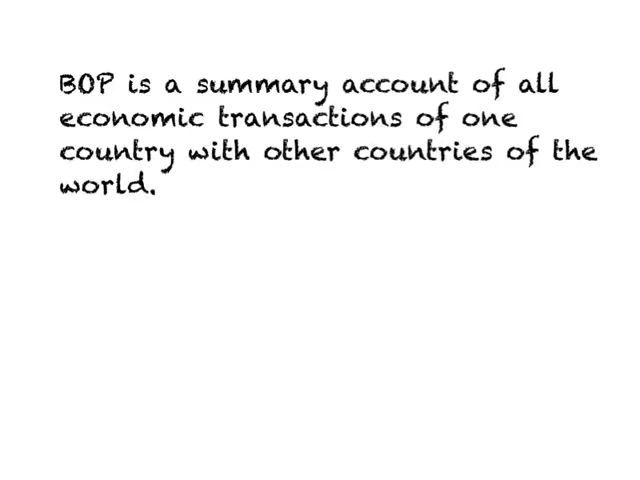 BOP is a summary account of all
economic transactions of one
country with other countries of the
world.